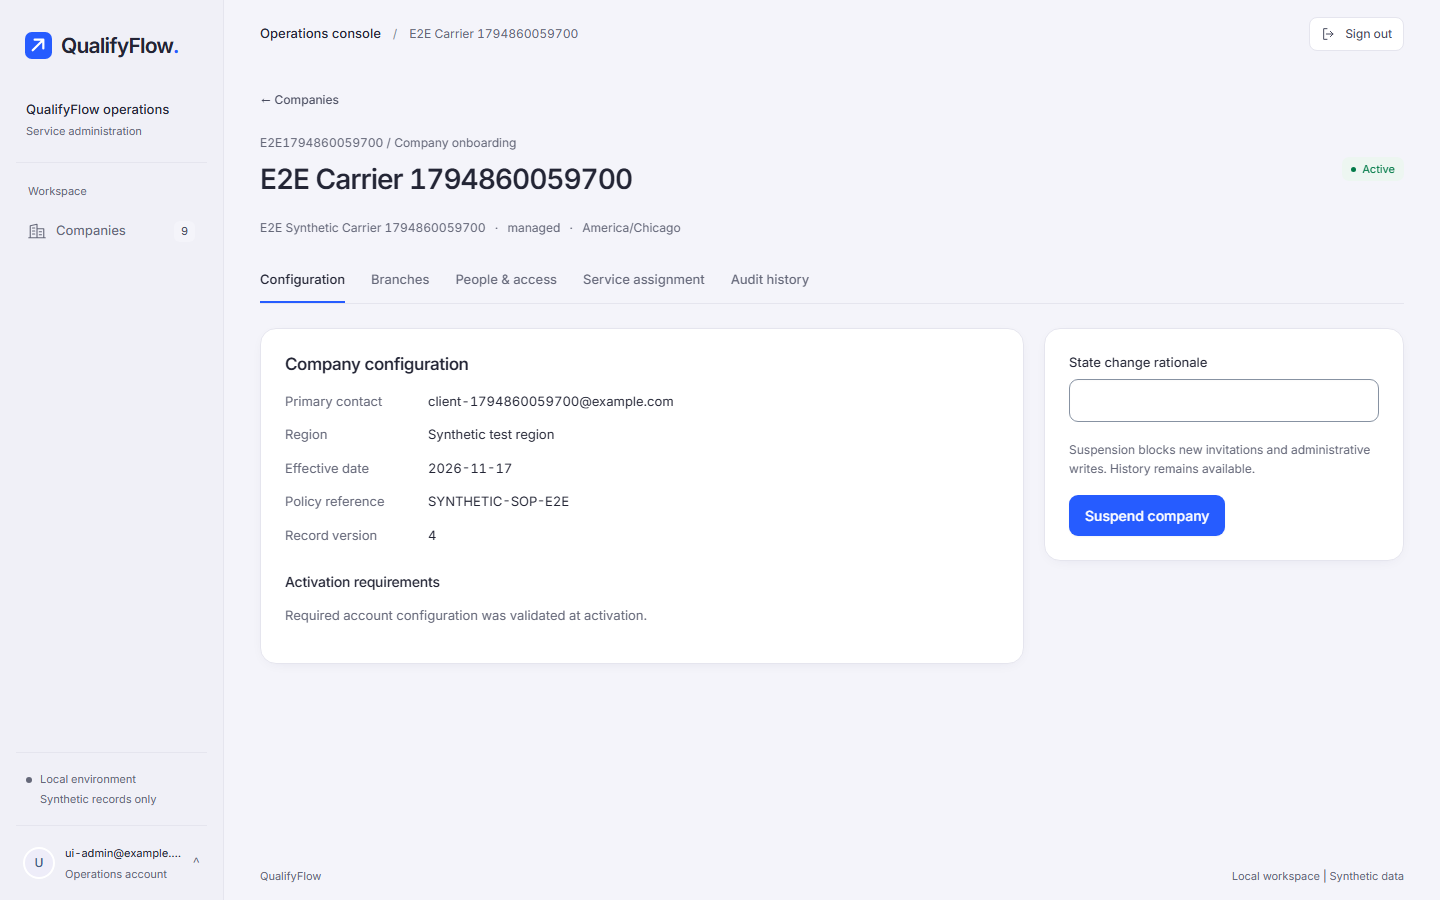 QualifyFlow.
QualifyFlow operations
Service administration
Workspace
Companies 9
Local environment
Synthetic records only
U
ui-admin@example.... ^
Operations account
Operations console / E2E Carrier 1794860059700
Sign out
← Companies
E2E1794860059700 / Company onboarding
E2E Carrier 1794860059700
Active
E2E Synthetic Carrier 1794860059700 · managed · America/Chicago
Configuration Branches People & access Service assignment Audit history
Company configuration
Primary contact client-1794860059700@example.com
Region Synthetic test region
Effective date 2026-11-17
Policy reference SYNTHETIC-SOP-E2E
Record version 4
Activation requirements
Required account configuration was validated at activation.
State change rationale
Suspension blocks new invitations and administrative
writes. History remains available.
Suspend company
QualifyFlow
Local workspace | Synthetic data